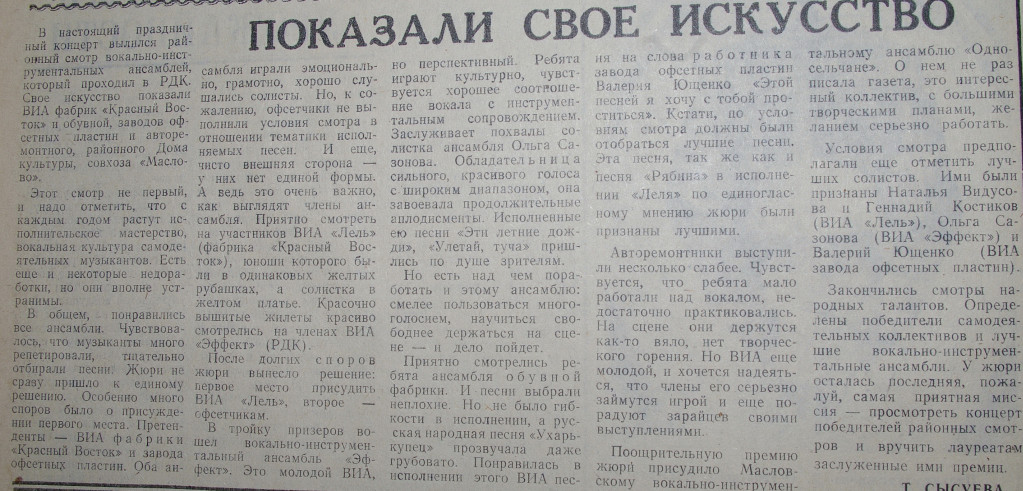 ПОКАЗАЛИ СВОЕ ИСКУССТВО
В настоящий празднич-
ный концерт вылился рай-
онный смотр вокально-инст-
рументальных ансамблей,
который проходил в РДК.
Свое искусство показали
ВИА фабрик «Красный Вос-
ток» и обувной, заводов оф-
сетных пластин и авторе-
монтного, районного Дома
культуры, совхоза «Масло-
во».
Этот смотр не первый,
и надо отметить, что с
каждым годом растут ис-
полнительское мастерство,
вокальная культура самоде-
ятельных музыкантов. Есть
еще и некоторые недора-
ботки, но они вполне уст-
ранимы.
В общем, понравились
все ансамбли. Чувствова-
лось, что музыканты много
репетировали, тщательно
отбирали песни. Жюри не
сразу пришло к единому
решению. Особенно много
споров было о присужде-
нии первого места. Претен-
денты — ВИА фабрики
«Красный Восток» и завода
офсетных пластин. Оба ан-
самбля играли эмоциональ-
но, грамотно, хорошо слу-
шались солисты. Но, к со-
жалению, офсетчики не вы-
полнили условия смотра в
отношении тематики испол-
няемых песен. И еще,
чисто внешняя сторона —
у них нет единой формы.
А ведь это очень важно,
как выглядят члены ан-
самбля. Приятно смотреть
на участников ВИА «Лель»
(фабрика «Красный Вос-
ток»), юноши которого бы-
ли в одинаковых желтых
рубашках, а солистка в
желтом платье. Красочно
вышитые жилеты красиво
смотрелись на членах ВИА
«Эффект» (РДК).
После долгих споров
жюри вынесло решение:
первое место присудить
ВИА «Лель», второе —
офсетчикам.
В тройку призеров во-
шел вокально-инструмен-
тальный ансамбль «Эф-
фект». Это молодой ВИА,
но перспективный. Ребята
играют культурно, чувст-
вуется хорошее соотноше-
ние вокала с инструмен-
тальным сопровождением.
Заслуживает похвалы со-
листка ансамбля Ольга Са-
зонова. Обладательница
сильного, красивого голоса
с широким диапазоном, она
завоевала продолжительные
аплодисменты. Исполненные
ею песни «Эти летние дож-
ди», «Улетай, туча» приш-
лись по душе зрителям.
Но есть над чем пора-
ботать и этому ансамблю:
смелее пользоваться много-
голосием, научиться сво-
боднее держаться на сце-
не — и дело пойдет.
Приятно смотрелись ре-
бята ансамбля обувной
фабрики. И песни выбрали
неплохие. Но не было гиб-
кости в исполнении, а рус-
ская народная песня «Ухарь-
купец» прозвучала даже
грубовато. Понравилась в
исполнении этого ВИА пес-
ня на слова работника
завода офсетных пластин
Валерия Ющенко «Этой
песней я хочу с тобой про-
ститься». Кстати, по усло-
виям смотра должны были
отобраться лучшие песни.
Эта песня, так же как и
песня «Рябина» в исполне-
нии «Леля» по единоглас-
ному мнению жюри были
признаны лучшими.
Авторемонтники выступи-
ли несколько слабее. Чувст-
вуется, что ребята мало
работали над вокалом, не-
достаточно практиковались.
На сцене они держутся
как-то вяло, нет творчес-
кого горения. Но ВИА еще
молодой, и хочется надеять-
ся, что члены его серьезно
займутся игрой и еще по-
радуют зарайцев своими
выступлениями.
Поощрительную премию
жюри присудило Маслов-
скому вокально-инструмен-
тальному ансамблю «Одно-
сельчане». О нем не раз
писала газета, это интерес-
ный коллектив, с большими
творческими планами, же-
ланием серьезно работать.
Условия смотра предпо-
лагали еще отметить луч-
ших солистов. Ими были
признаны Наталья Видусо-
ва и Геннадий Костиков
(ВИА «Лель»), Ольга Са-
зонова (ВИА «Эффект») и
Валерий Ющенко (ВИА
завода офсетных пластин).
Закончились смотры на-
родных талантов. Опреде-
лены победители самодея-
тельных коллективов и луч-
шие вокально-инструмен-
тальные ансамбли. У жюри
осталась последняя, пожа-
луй, самая приятная мис-
сия — просмотреть концерт
победителей районных смот-
ров и вручить лауреатам
заслуженные ими премии.
Т. СЫСУЕВА